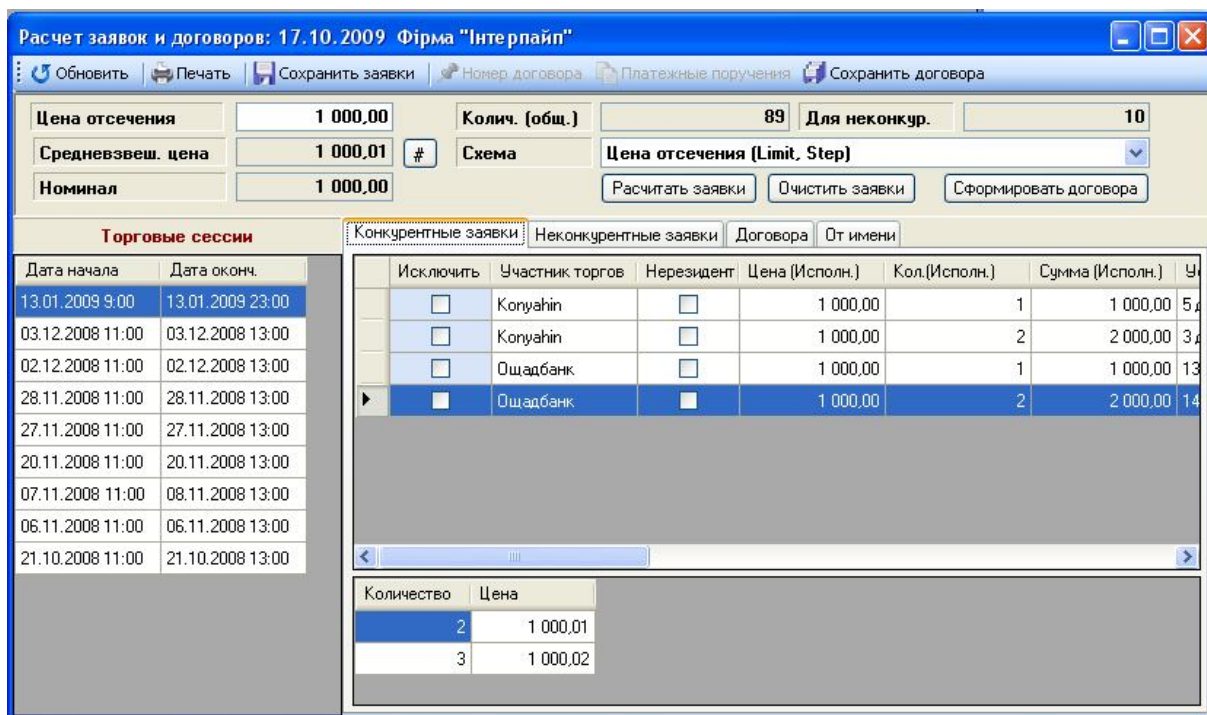 Расчет заявок и договоров: 17.10.2009 Фірма "Інтерпайп"
Обновить Печать Сохранить заявки Номер договора Платежные поручения Сохранить договора
Цена отсечения 1 000,00 Колич. (общ.) 89 Для неконкур. 10
Средневзвеш. цена 1 000,01 # Схема Цена отсечения (Limit, Step)
Номинал 1 000,00 Расчитать заявки Очистить заявки Сформировать договора
Торговые сессии
Дата начала Дата оконч.
13.01.2009 9:00 13.01.2009 23:00
03.12.2008 11:00 03.12.2008 13:00
02.12.2008 11:00 02.12.2008 13:00
28.11.2008 11:00 28.11.2008 13:00
27.11.2008 11:00 27.11.2008 13:00
20.11.2008 11:00 20.11.2008 13:00
07.11.2008 11:00 08.11.2008 13:00
06.11.2008 11:00 06.11.2008 13:00
21.10.2008 11:00 21.10.2008 13:00
Конкурентные заявки Неконкурентные заявки Договора От имени
Исключить Участник торгов Нерезидент Цена (Исполн.) Кол.(Исполн.) Сумма (Исполн.)
Konyahin 1 000,00 1 1 000,00 5
Konyahin 1 000,00 2 2 000,00 3
Ощадбанк 1 000,00 1 1 000,00 13
Ощадбанк 1 000,00 2 2 000,00 14
Количество Цена
2 1 000,01
3 1 000,02